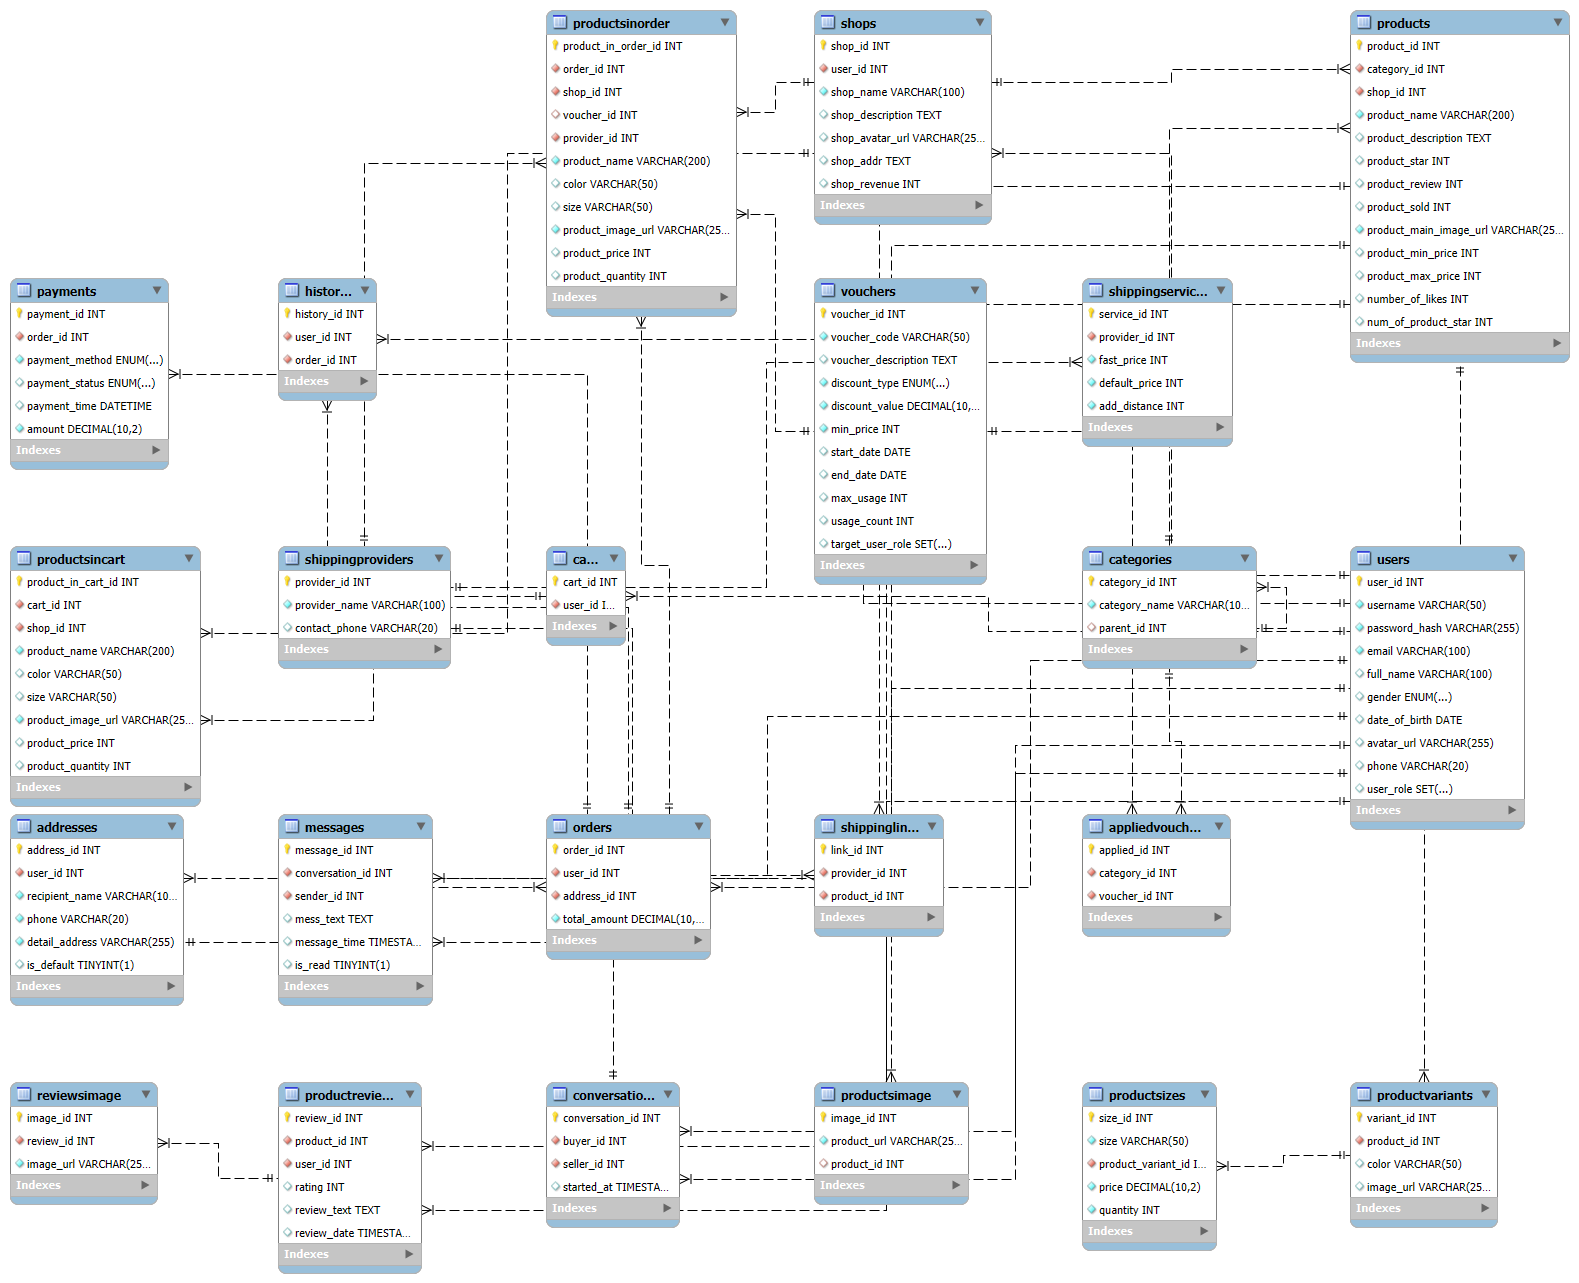 productsinorder
product_in_order_id INT
order_id INT
shop_id INT
voucher_id INT
provider_id INT
product_name VARCHAR(200)
color VARCHAR(50)
size VARCHAR(50)
product_image_url VARCHAR(25...
product_price INT
product_quantity INT
Indexes
shops
shop_id INT
user_id INT
shop_name VARCHAR(100)
shop_description TEXT
shop_avatar_url VARCHAR(25...
shop_addr TEXT
shop_revenue INT
Indexes
products
product_id INT
category_id INT
shop_id INT
product_name VARCHAR(200)
product_description TEXT
product_star INT
product_review INT
product_sold INT
product_main_image_url VARCHAR(25...
product_min_price INT
product_max_price INT
number_of_likes INT
num_of_product_star INT
Indexes
payments
payment_id INT
order_id INT
payment_method ENUM(...)
payment_status ENUM(...)
payment_time DATETIME
amount DECIMAL(10,2)
Indexes
histor...
history_id INT
user_id INT
order_id INT
Indexes
vouchers
voucher_id INT
voucher_code VARCHAR(50)
voucher_description TEXT
discount_type ENUM(...)
discount_value DECIMAL(10,...
min_price INT
start_date DATE
end_date DATE
max_usage INT
usage_count INT
target_user_role SET(...)
Indexes
shippingservic...
service_id INT
provider_id INT
fast_price INT
default_price INT
add_distance INT
Indexes
productsincart
product_in_cart_id INT
cart_id INT
shop_id INT
product_name VARCHAR(200)
color VARCHAR(50)
size VARCHAR(50)
product_image_url VARCHAR(25...
product_price INT
product_quantity INT
Indexes
shippingproviders
provider_id INT
provider_name VARCHAR(100)
contact_phone VARCHAR(20)
Indexes
ca...
cart_id INT
user_id I...
Indexes
categories
category_id INT
category_name VARCHAR(10...
parent_id INT
Indexes
users
user_id INT
username VARCHAR(50)
password_hash VARCHAR(255)
email VARCHAR(100)
full_name VARCHAR(100)
gender ENUM(...)
date_of_birth DATE
avatar_url VARCHAR(255)
phone VARCHAR(20)
user_role SET(...)
Indexes
addresses
address_id INT
user_id INT
recipient_name VARCHAR(10...
phone VARCHAR(20)
detail_address VARCHAR(255)
is_default TINYINT(1)
Indexes
messages
message_id INT
conversation_id INT
sender_id INT
mess_text TEXT
message_time TIMESTA...
is_read TINYINT(1)
Indexes
orders
order_id INT
user_id INT
address_id INT
total_amount DECIMAL(10,...
Indexes
shippinglin...
link_id INT
provider_id INT
product_id INT
Indexes
appliedvouch...
applied_id INT
category_id INT
voucher_id INT
Indexes
reviewsimage
image_id INT
review_id INT
image_url VARCHAR(25...
Indexes
productrevie...
review_id INT
product_id INT
user_id INT
rating INT
review_text TEXT
review_date TIMESTA...
Indexes
conversatio...
conversation_id INT
buyer_id INT
seller_id INT
started_at TIMESTA...
Indexes
productsimage
image_id INT
product_url VARCHAR(25...
product_id INT
Indexes
productsizes
size_id INT
size VARCHAR(50)
product_variant_id I...
price DECIMAL(10,2)
quantity INT
Indexes
productvariants
variant_id INT
product_id INT
color VARCHAR(50)
image_url VARCHAR(25...
Indexes